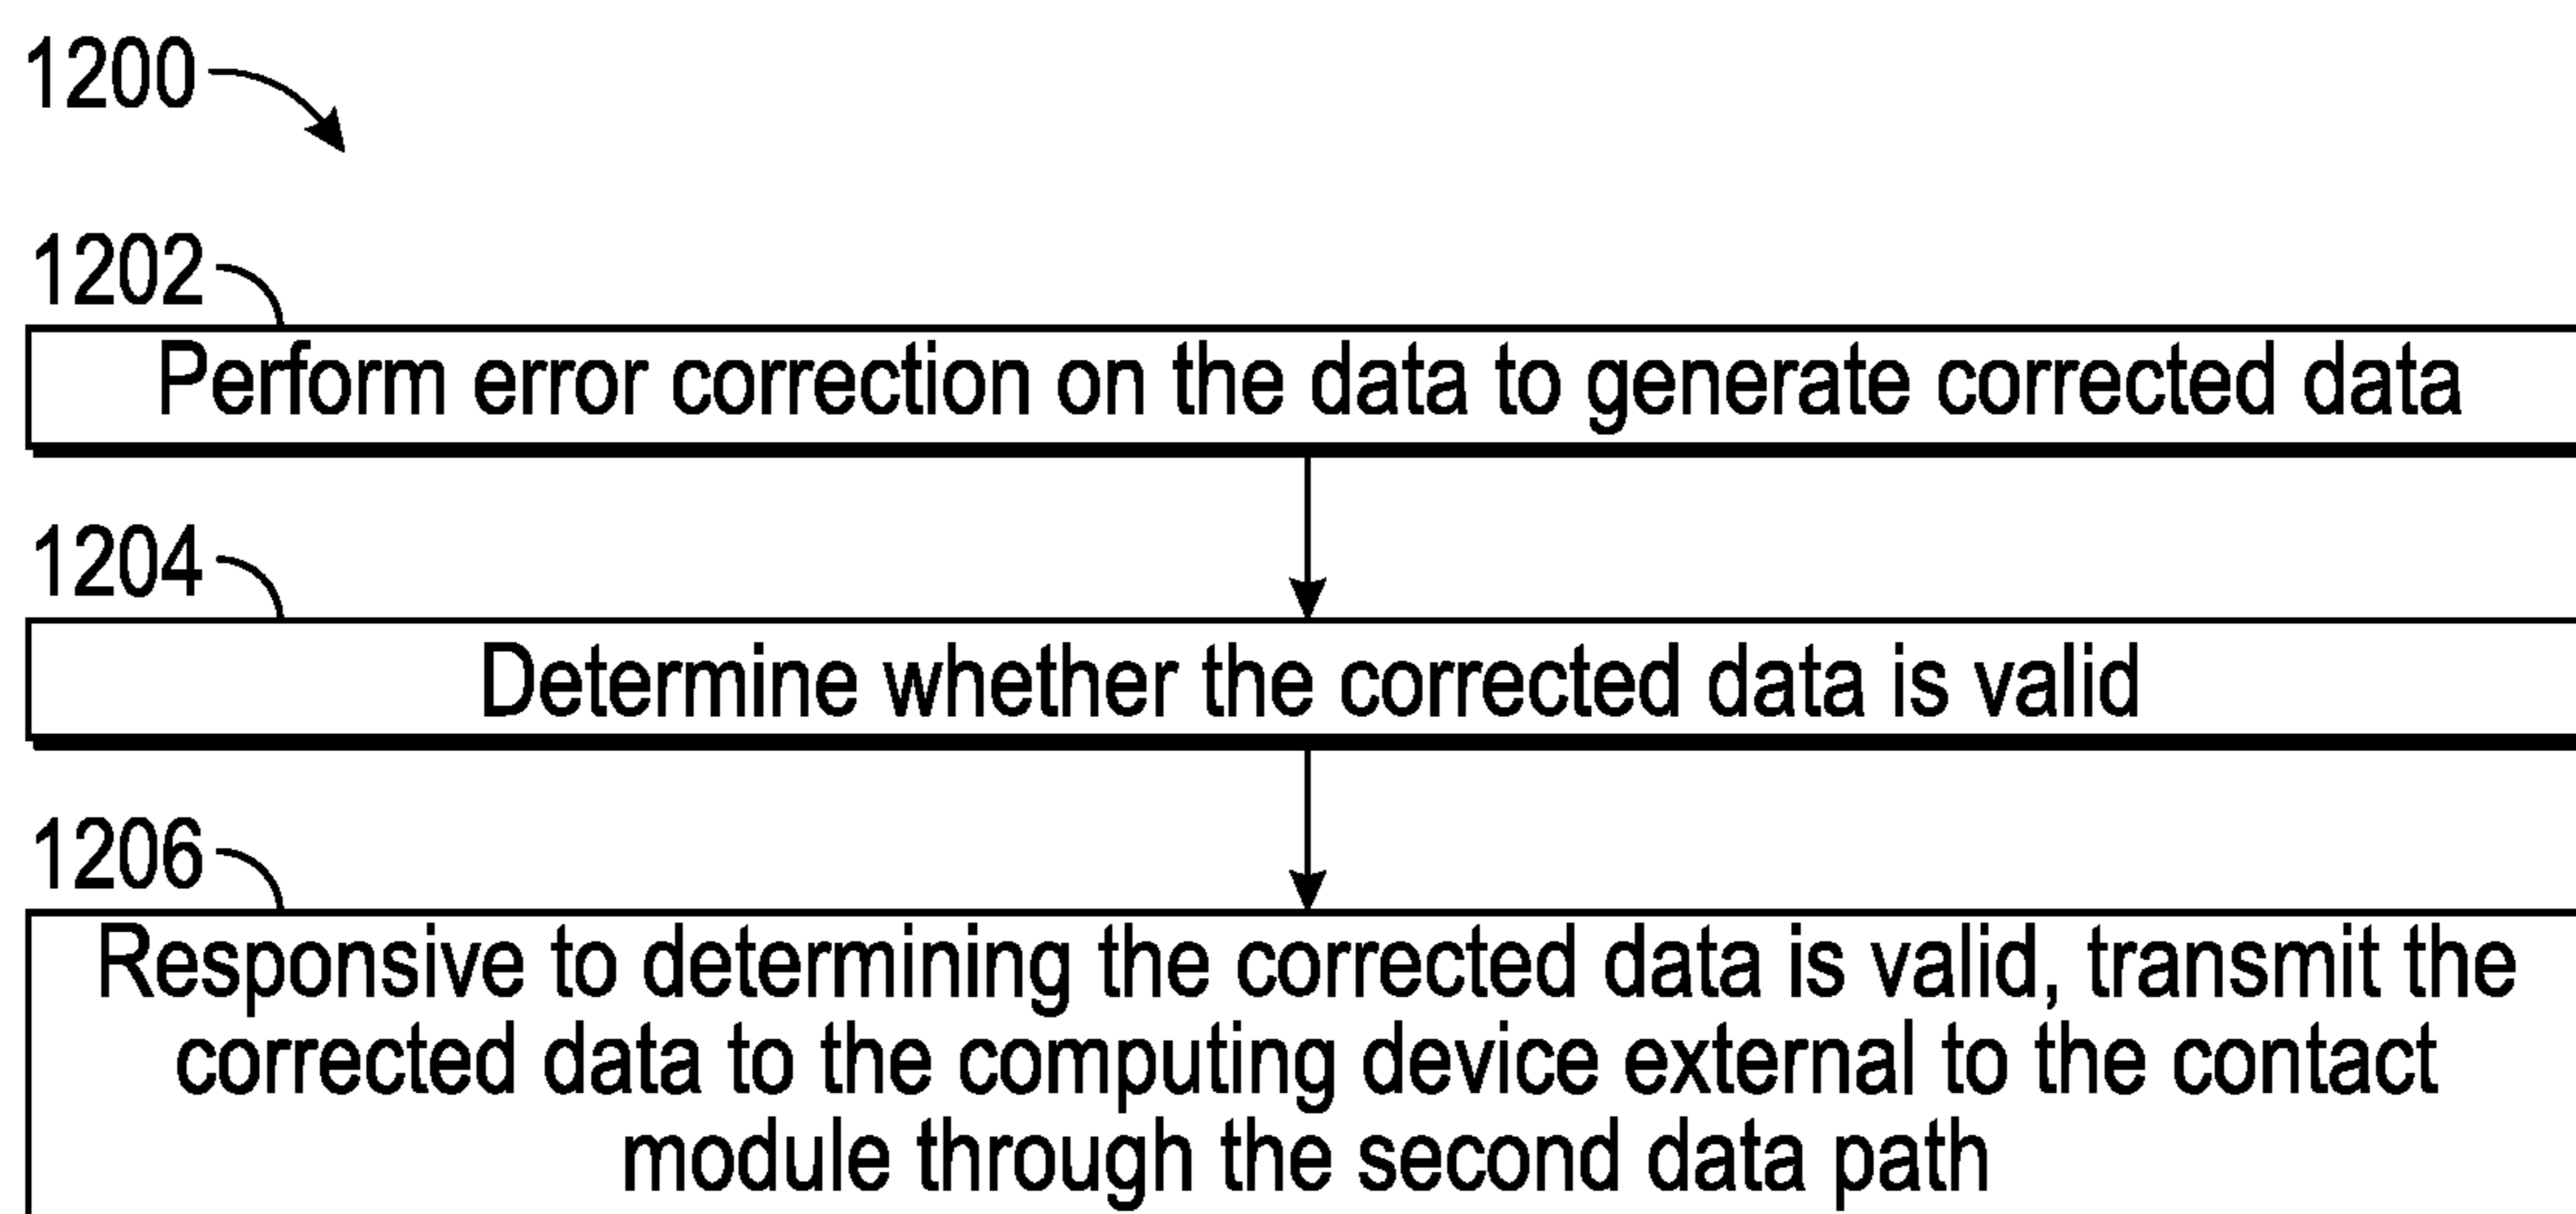 1200
1202
Perform error correction on the data to generate corrected data
1204
Determine whether the corrected data is valid
1206
Responsive to determining the corrected data is valid, transmit the
corrected data to the computing device external to the contact
module through the second data path